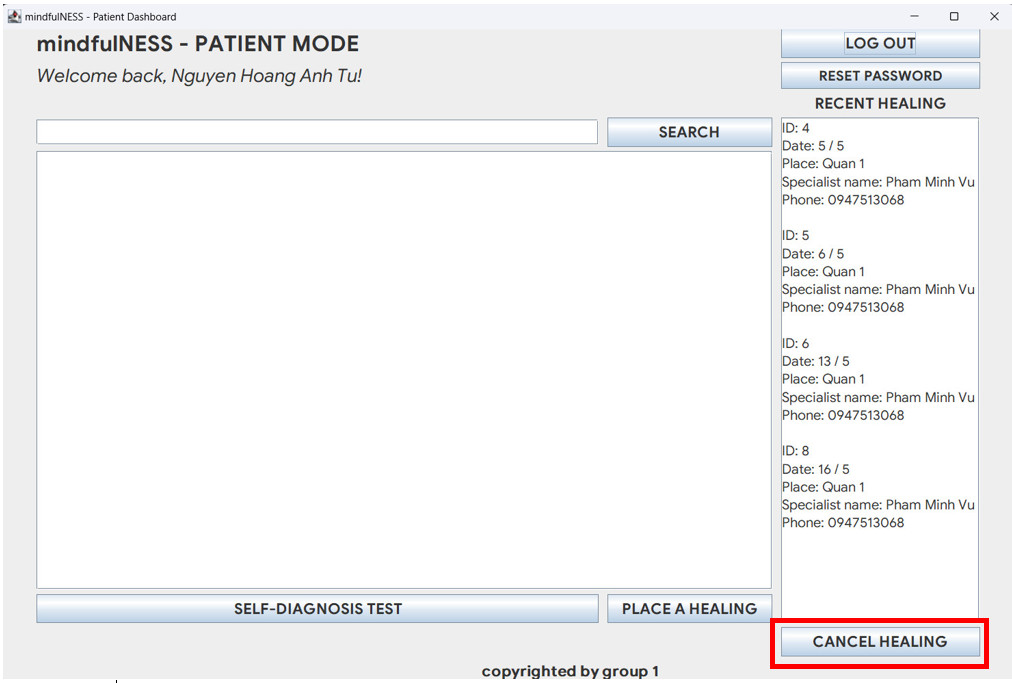 mindfulNESS - Patient Dashboard
mindfulNESS - PATIENT MODE
Welcome back, Nguyen Hoang Anh Tu!
LOG OUT
RESET PASSWORD
RECENT HEALING
SEARCH
ID: 4
Date: 5 / 5
Place: Quan 1
Specialist name: Pham Minh Vu
Phone: 0947513068
ID: 5
Date: 6 / 5
Place: Quan 1
Specialist name: Pham Minh Vu
Phone: 0947513068
ID: 6
Date: 13 / 5
Place: Quan 1
Specialist name: Pham Minh Vu
Phone: 0947513068
ID: 8
Date: 16 / 5
Place: Quan 1
Specialist name: Pham Minh Vu
Phone: 0947513068
SELF-DIAGNOSIS TEST
PLACE A HEALING
CANCEL HEALING
copyrighted by group 1